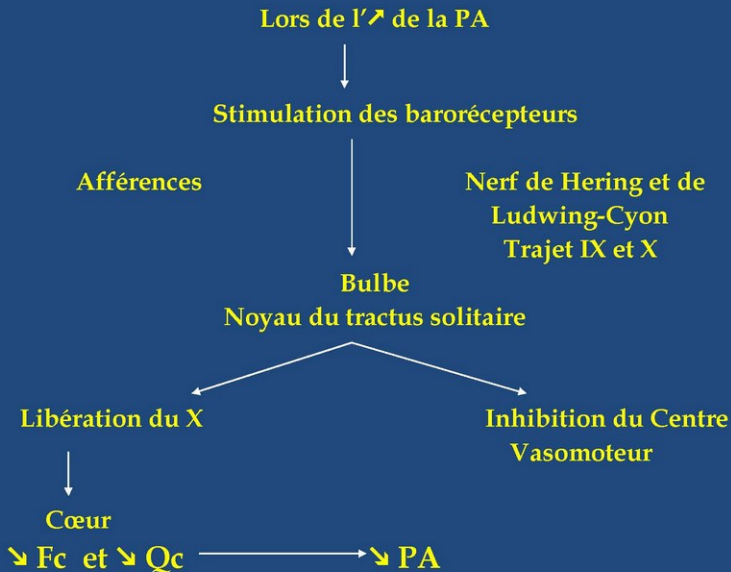 Lors de l'↗ de la PA
Stimulation des barorécepteurs
Afférences
Nerf de Hering et de
Ludwing-Cyon
Trajet IX et X
Bulbe
Noyau du tractus solitaire
Libération du X
Inhibition du Centre
Vasomoteur
Cœur
↘ Fc et ↘ Qc
↘ PA